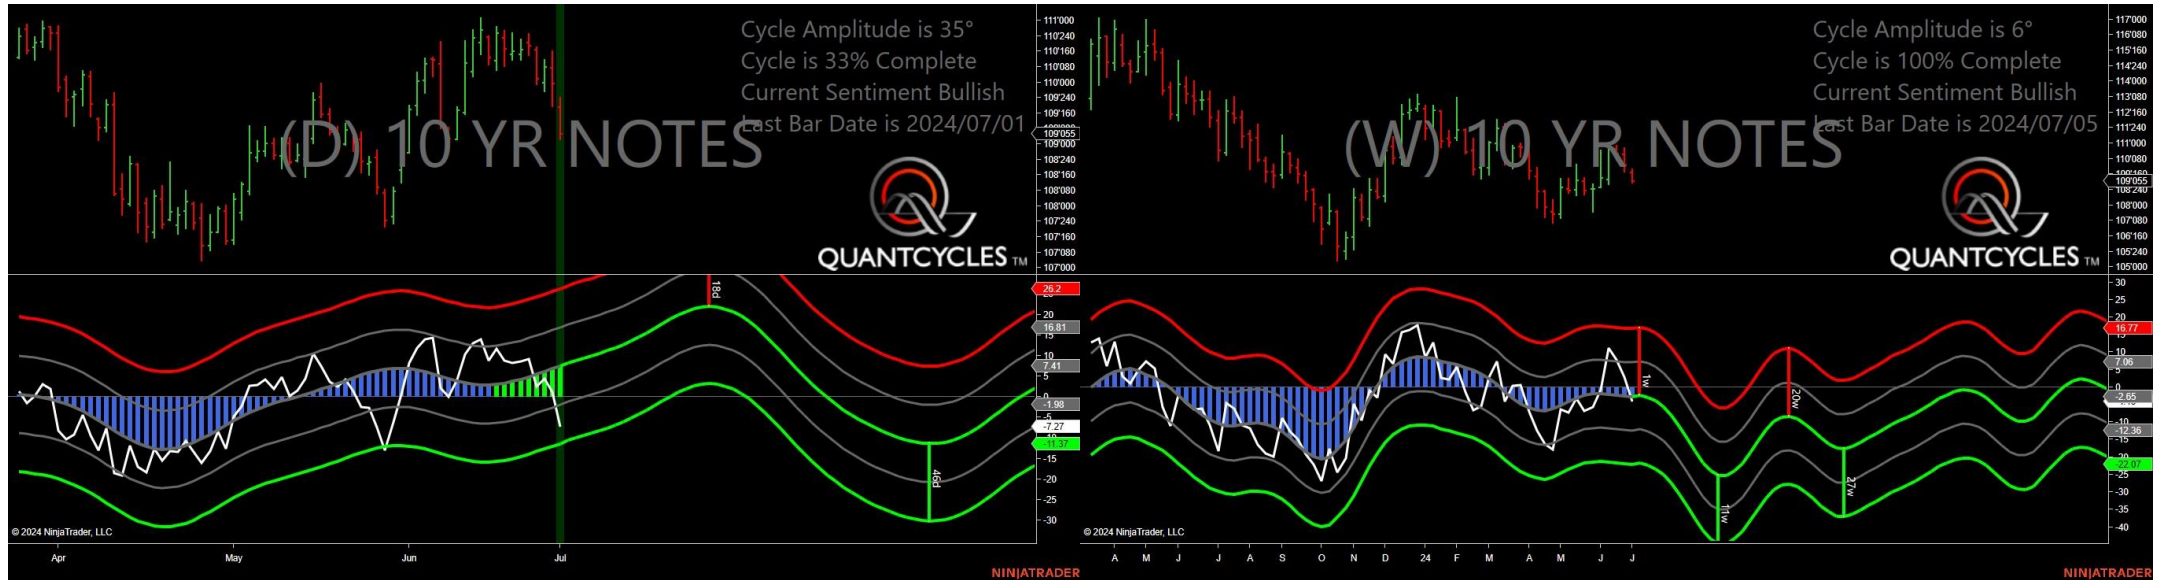 Cycle Amplitude is 35°
Cycle is 33% Complete
Current Sentiment Bullish
Last Bar Date is 2024/07/01
(D) 10 YR NOTES
QUANTCYCLES TM
111'000
110'240
110'160
110'080
110'000
109'240
109'160
109'055
109'000
108'240
108'160
108'080
108'000
107'240
107'160
107'080
107'000
18d
46d
26.2
20
16.81
15
10
7.41
5
0
-1.98
-5
-7.27
-11.37
-15
-20
-25
-30
© 2024 NinjaTrader, LLC
Apr May Jun Jul
NINJATRADER
Cycle Amplitude is 6°
Cycle is 100% Complete
Current Sentiment Bullish
Last Bar Date is 2024/07/05
(W) 10 YR NOTES
QUANTCYCLES TM
117'000
116'080
115'160
114'240
114'000
113'080
112'160
111'240
111'000
110'080
109'055
108'240
108'000
107'080
106'160
105'240
105'000
1w
11w
20w
27w
30
25
20
16.77
15
10
7.06
5
0
-2.65
-10
-12.36
-15
-22.07
-25
-30
-35
-40
© 2024 NinjaTrader, LLC
A M J J A S O N D 24 F M A M J J
NINJATRADER